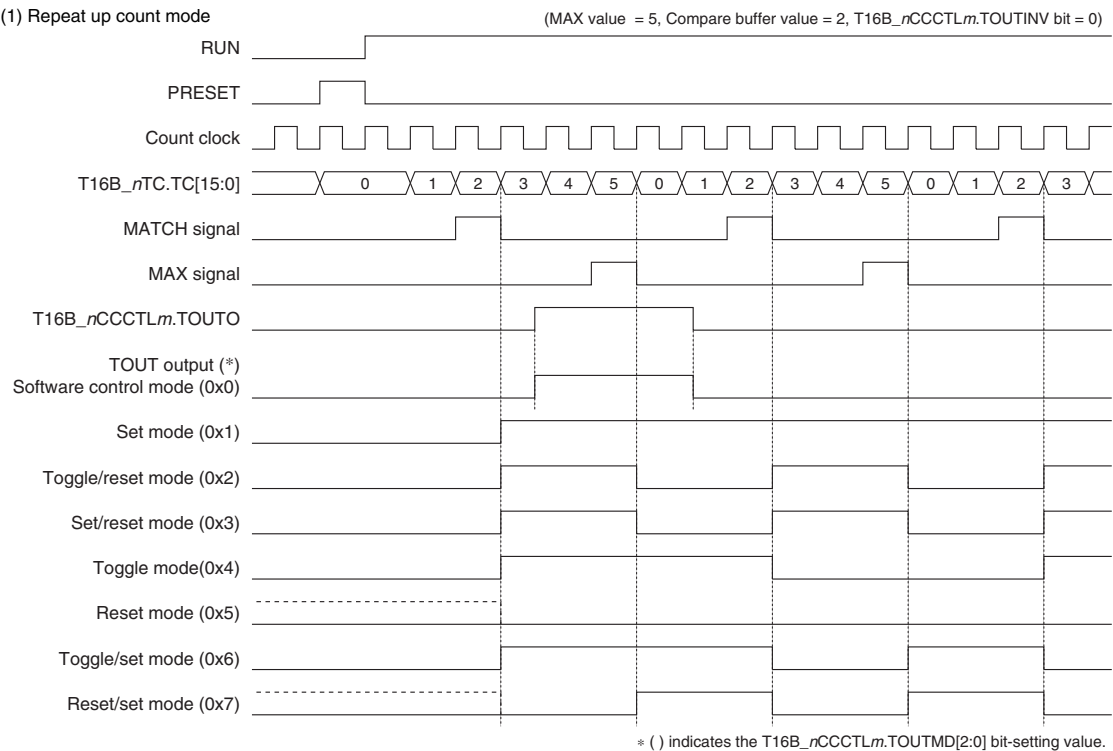 (1) Repeat up count mode
(MAX value = 5, Compare buffer value = 2, T16B_nCCCTLm.TOUTINV bit = 0)
RUN
PRESET
Count clock
T16B_nTC.TC[15:0] 0 1 2 3 4 5 0 1 2 3 4 5 0 1 2 3
MATCH signal
MAX signal
T16B_nCCCTLm.TOUTO
TOUT output (*)
Software control mode (0x0)
Set mode (0x1)
Toggle/reset mode (0x2)
Set/reset mode (0x3)
Toggle mode(0x4)
Reset mode (0x5)
Toggle/set mode (0x6)
Reset/set mode (0x7)
* ( ) indicates the T16B_nCCCTLm.TOUTMD[2:0] bit-setting value.